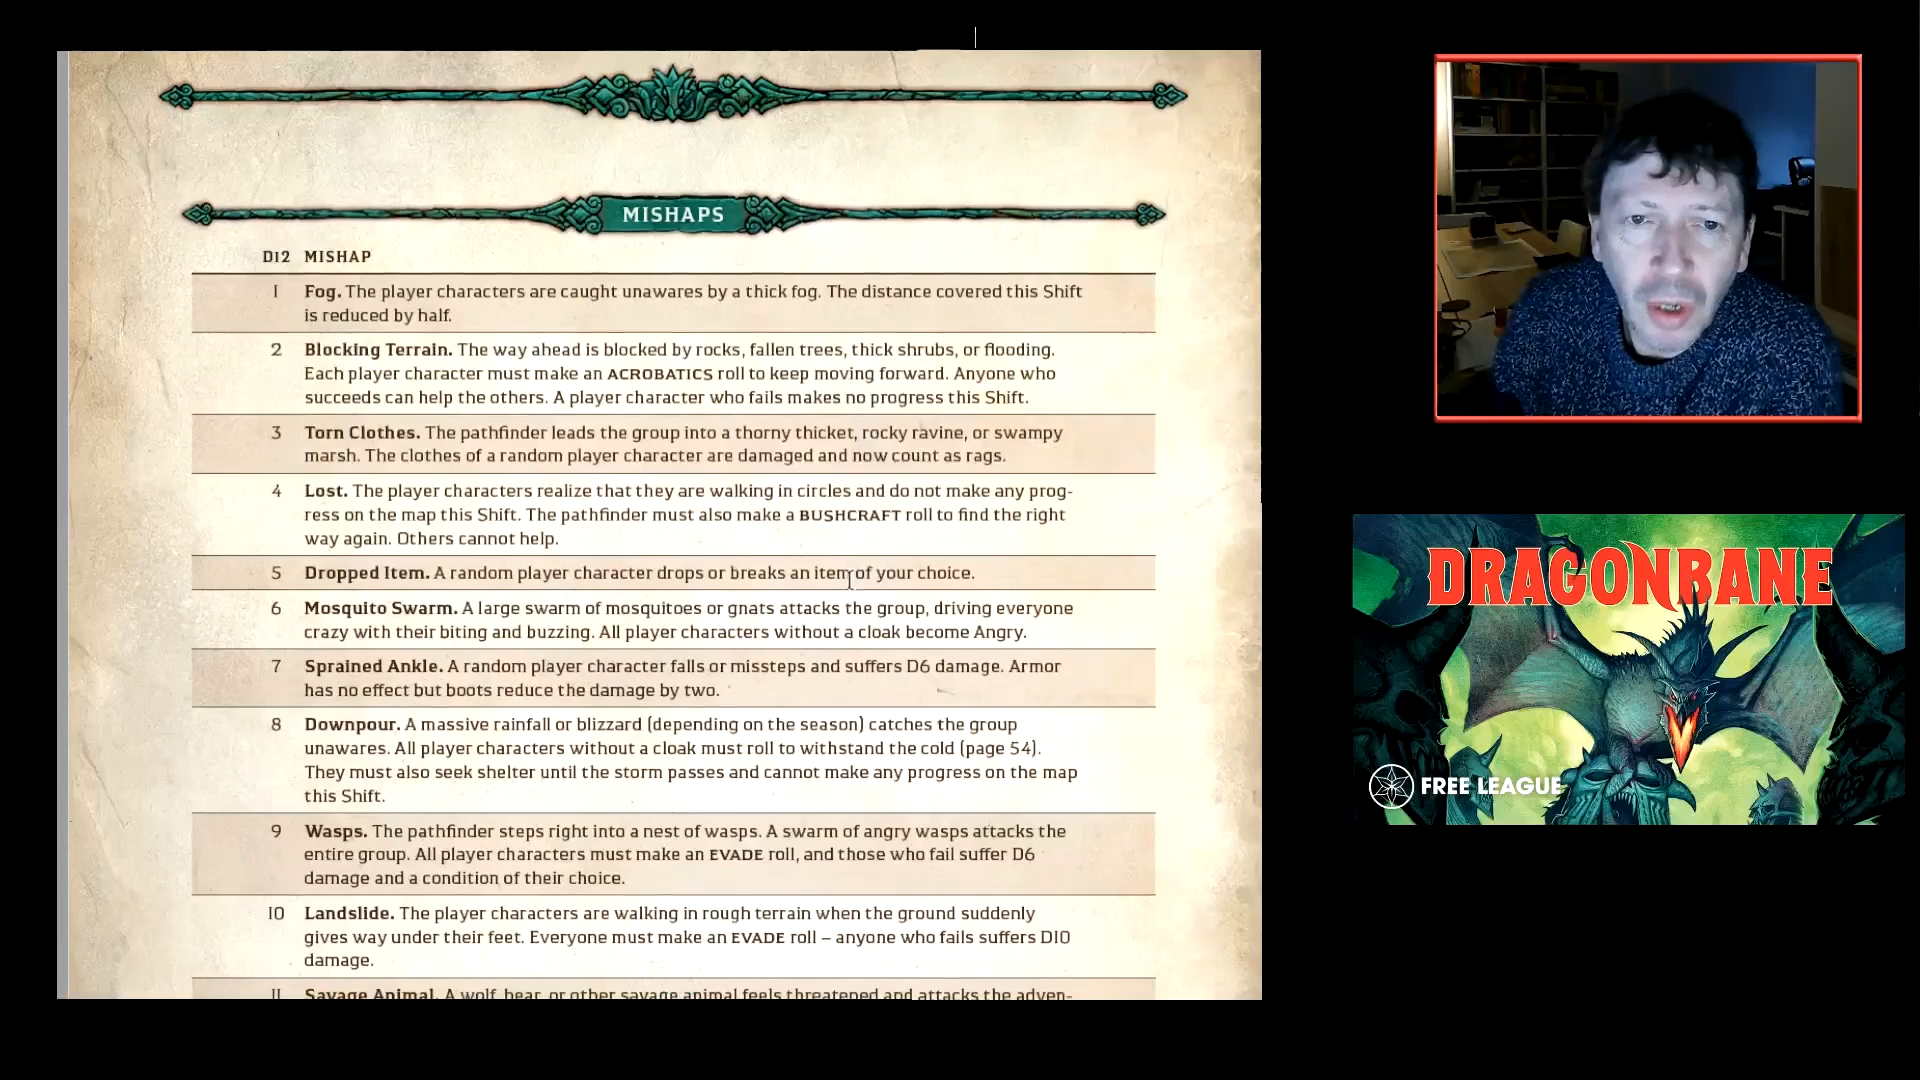 MISHAPS
D12 MISHAP
1 Fog. The player characters are caught unawares by a thick fog. The distance covered this Shift
is reduced by half.
2 Blocking Terrain. The way ahead is blocked by rocks, fallen trees, thick shrubs, or flooding.
Each player character must make an ACROBATICS roll to keep moving forward. Anyone who
succeeds can help the others. A player character who fails makes no progress this Shift.
3 Torn Clothes. The pathfinder leads the group into a thorny thicket, rocky ravine, or swampy
marsh. The clothes of a random player character are damaged and now count as rags.
4 Lost. The player characters realize that they are walking in circles and do not make any prog-
ress on the map this Shift. The pathfinder must also make a BUSHCRAFT roll to find the right
way again. Others cannot help.
5 Dropped Item. A random player character drops or breaks an item of your choice.
6 Mosquito Swarm. A large swarm of mosquitoes or gnats attacks the group, driving everyone
crazy with their biting and buzzing. All player characters without a cloak become Angry.
7 Sprained Ankle. A random player character falls or missteps and suffers D6 damage. Armor
has no effect but boots reduce the damage by two.
8 Downpour. A massive rainfall or blizzard (depending on the season) catches the group
unawares. All player characters without a cloak must roll to withstand the cold (page 54).
They must also seek shelter until the storm passes and cannot make any progress on the map
this Shift.
9 Wasps. The pathfinder steps right into a nest of wasps. A swarm of angry wasps attacks the
entire group. All player characters must make an EVADE roll, and those who fail suffer D6
damage and a condition of their choice.
10 Landslide. The player characters are walking in rough terrain when the ground suddenly
gives way under their feet. Everyone must make an EVADE roll – anyone who fails suffers D10
damage.
11 Savage Animal. A wolf, bear, or other savage animal feels threatened and attacks the adven-
DRAGONBANE
FREE LEAGUE